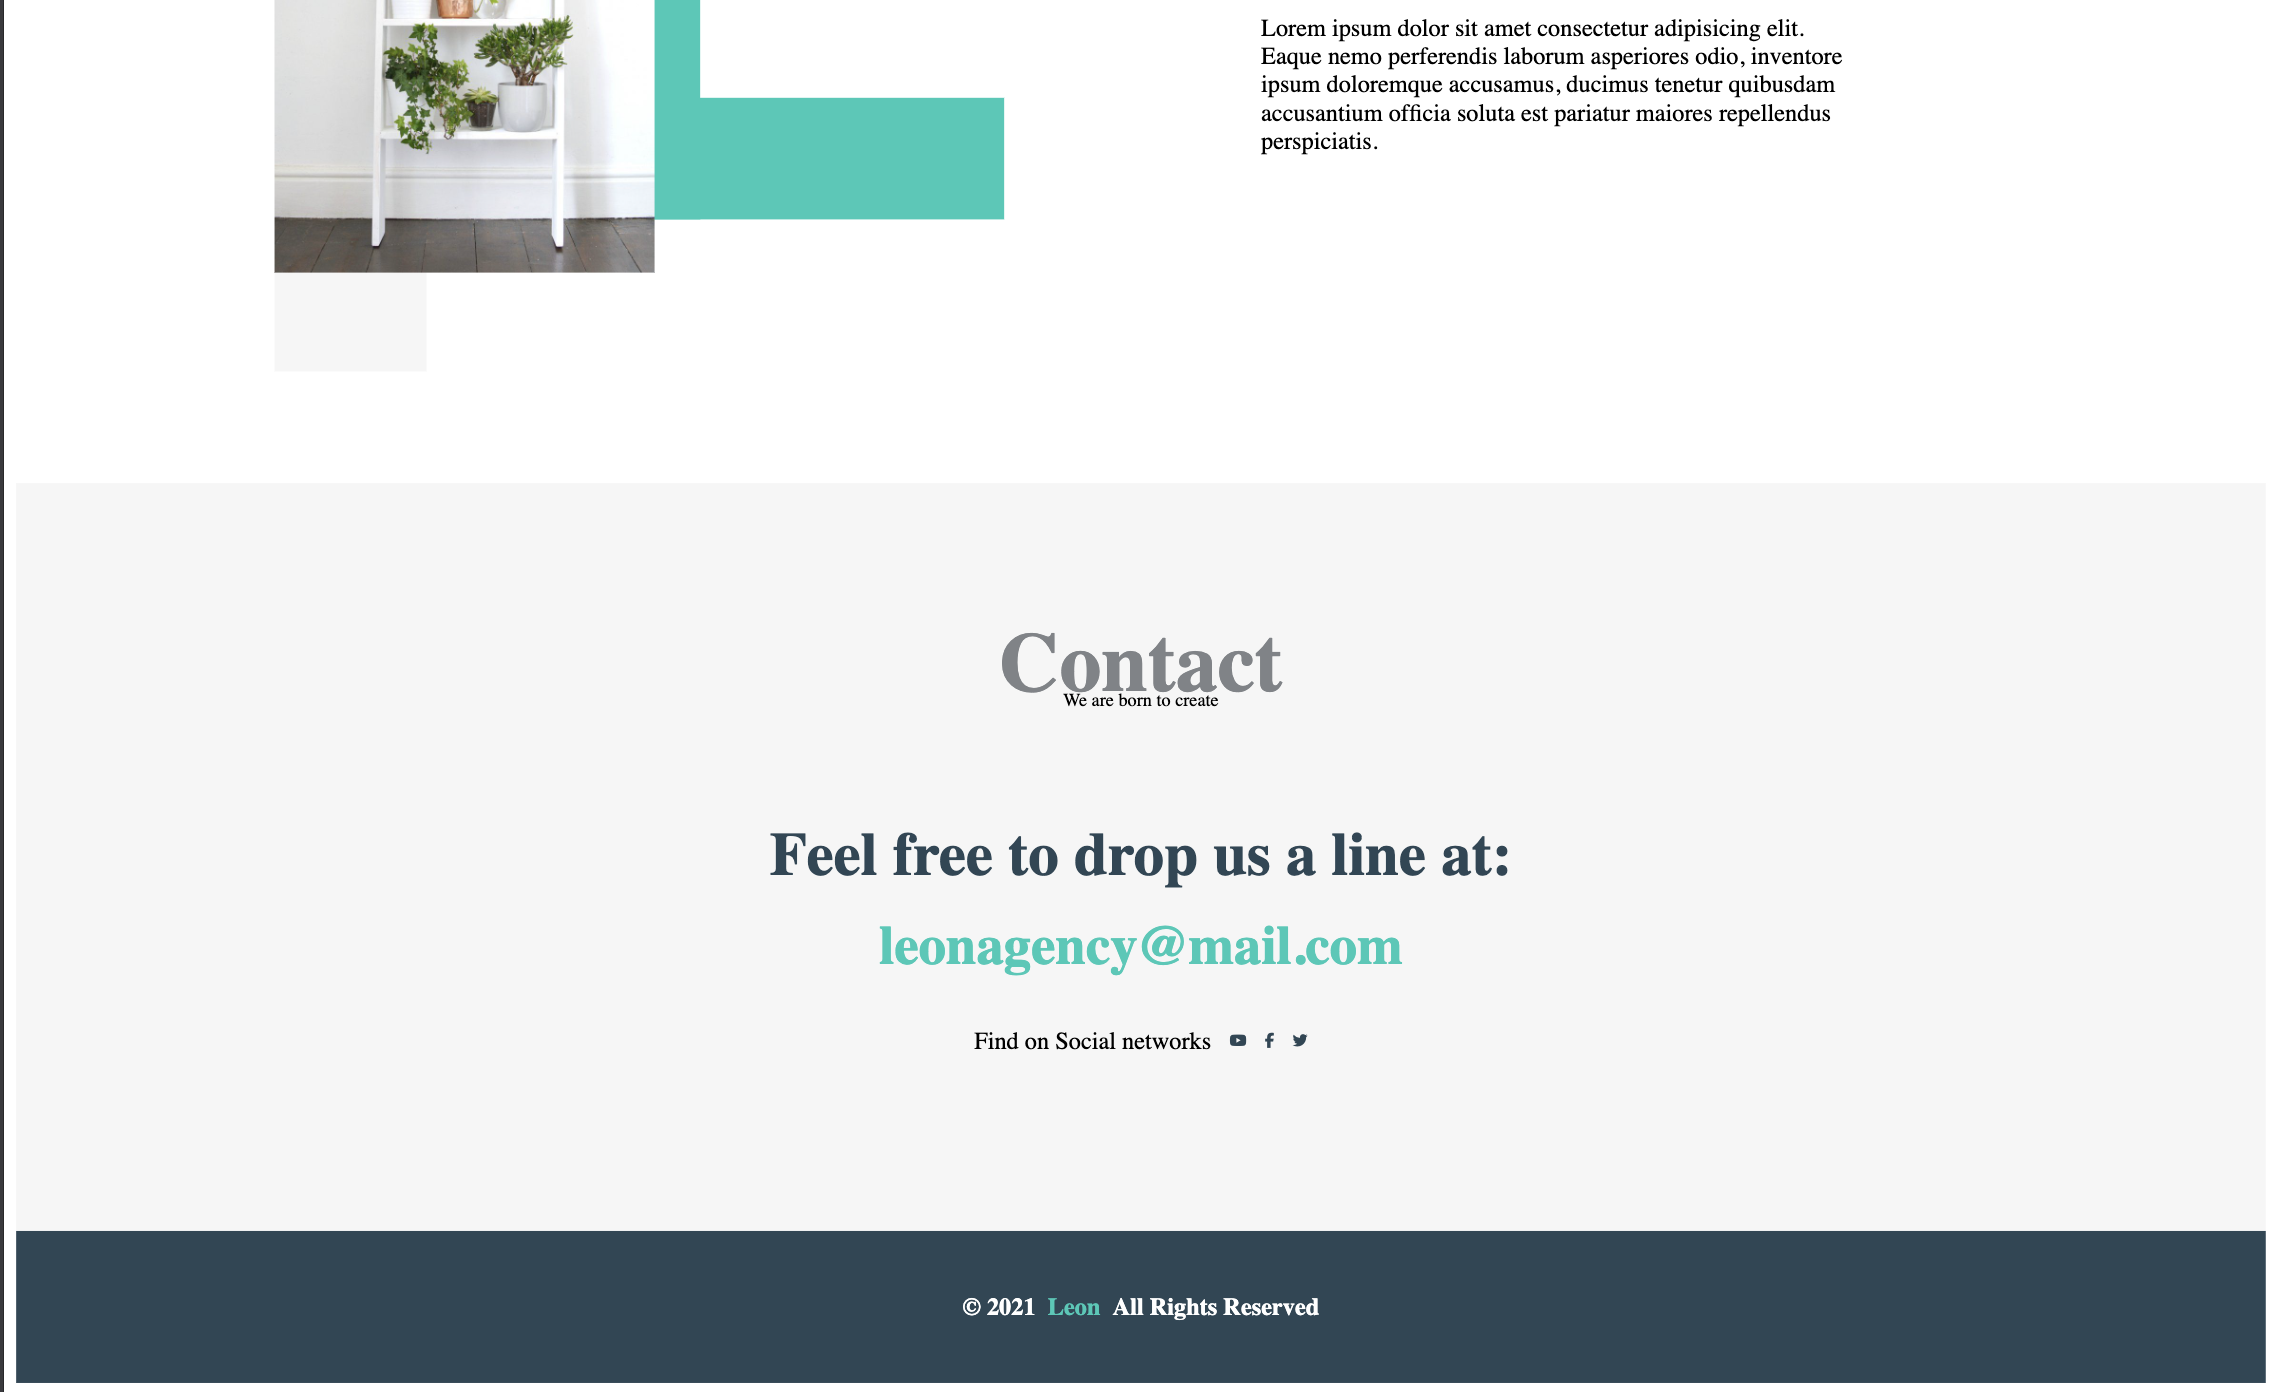 Lorem ipsum dolor sit amet consectetur adipisicing elit.
Eaque nemo perferendis laborum asperiores odio, inventore
ipsum doloremque accusamus, ducimus tenetur quibusdam
accusantium officia soluta est pariatur maiores repellendus
perspiciatis.
Contact
We are born to create
Feel free to drop us a line at:
leonagency@mail.com
Find on Social networks
© 2021 Leon All Rights Reserved